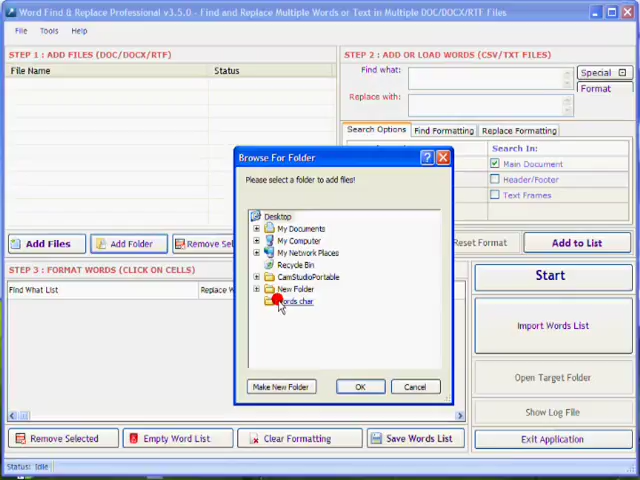 Word Find & Replace Professional v3.5.0 - Find and Replace Multiple Words or Text in Multiple DOC/DOCX/RTF Files
File Tools Help
STEP 1 : ADD FILES (DOC/DOCX/RTF)
File Name Status
STEP 2 : ADD OR LOAD WORDS (CSV/TXT FILES)
Find what:
Special
Format
Replace with:
Search Options Find Formatting Replace Formatting
Search In:
Main Document
Header/Footer
Text Frames
Browse For Folder
Please select a folder to add files!
Desktop
My Documents
My Computer
My Network Places
Recycle Bin
CamStudioPortable
New Folder
char
Make New Folder OK Cancel
Add Files Add Folder Remove Reset Format Add to List
STEP 3 : FORMAT WORDS (CLICK ON CELLS)
Find What List Replace
Start
Import Words List
Open Target Folder
Show Log File
Exit Application
Remove Selected Empty Word List Clear Formatting Save Words List
Status: Idle